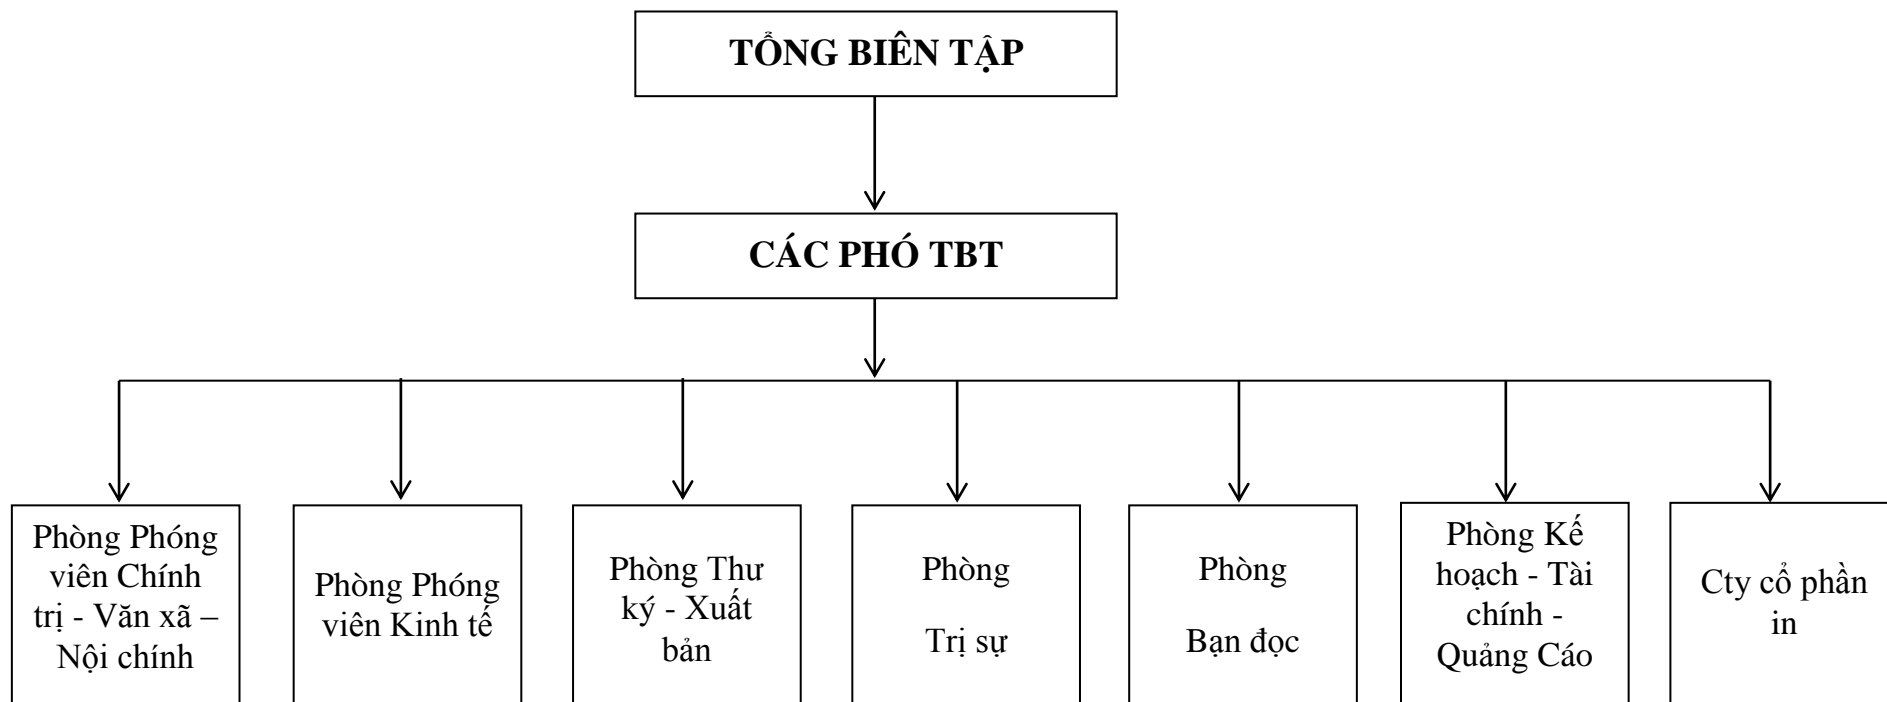 TỔNG BIÊN TẬP
CÁC PHÓ TBT
Phòng Phóng
viên Chính
trị - Văn xã –
Nội chính
Phòng Phóng
viên Kinh tế
Phòng Thư
ký - Xuất
bản
Phòng
Trị sự
Phòng
Bạn đọc
Phòng Kế
hoạch - Tài
chính -
Quảng Cáo
Cty cổ phần
in